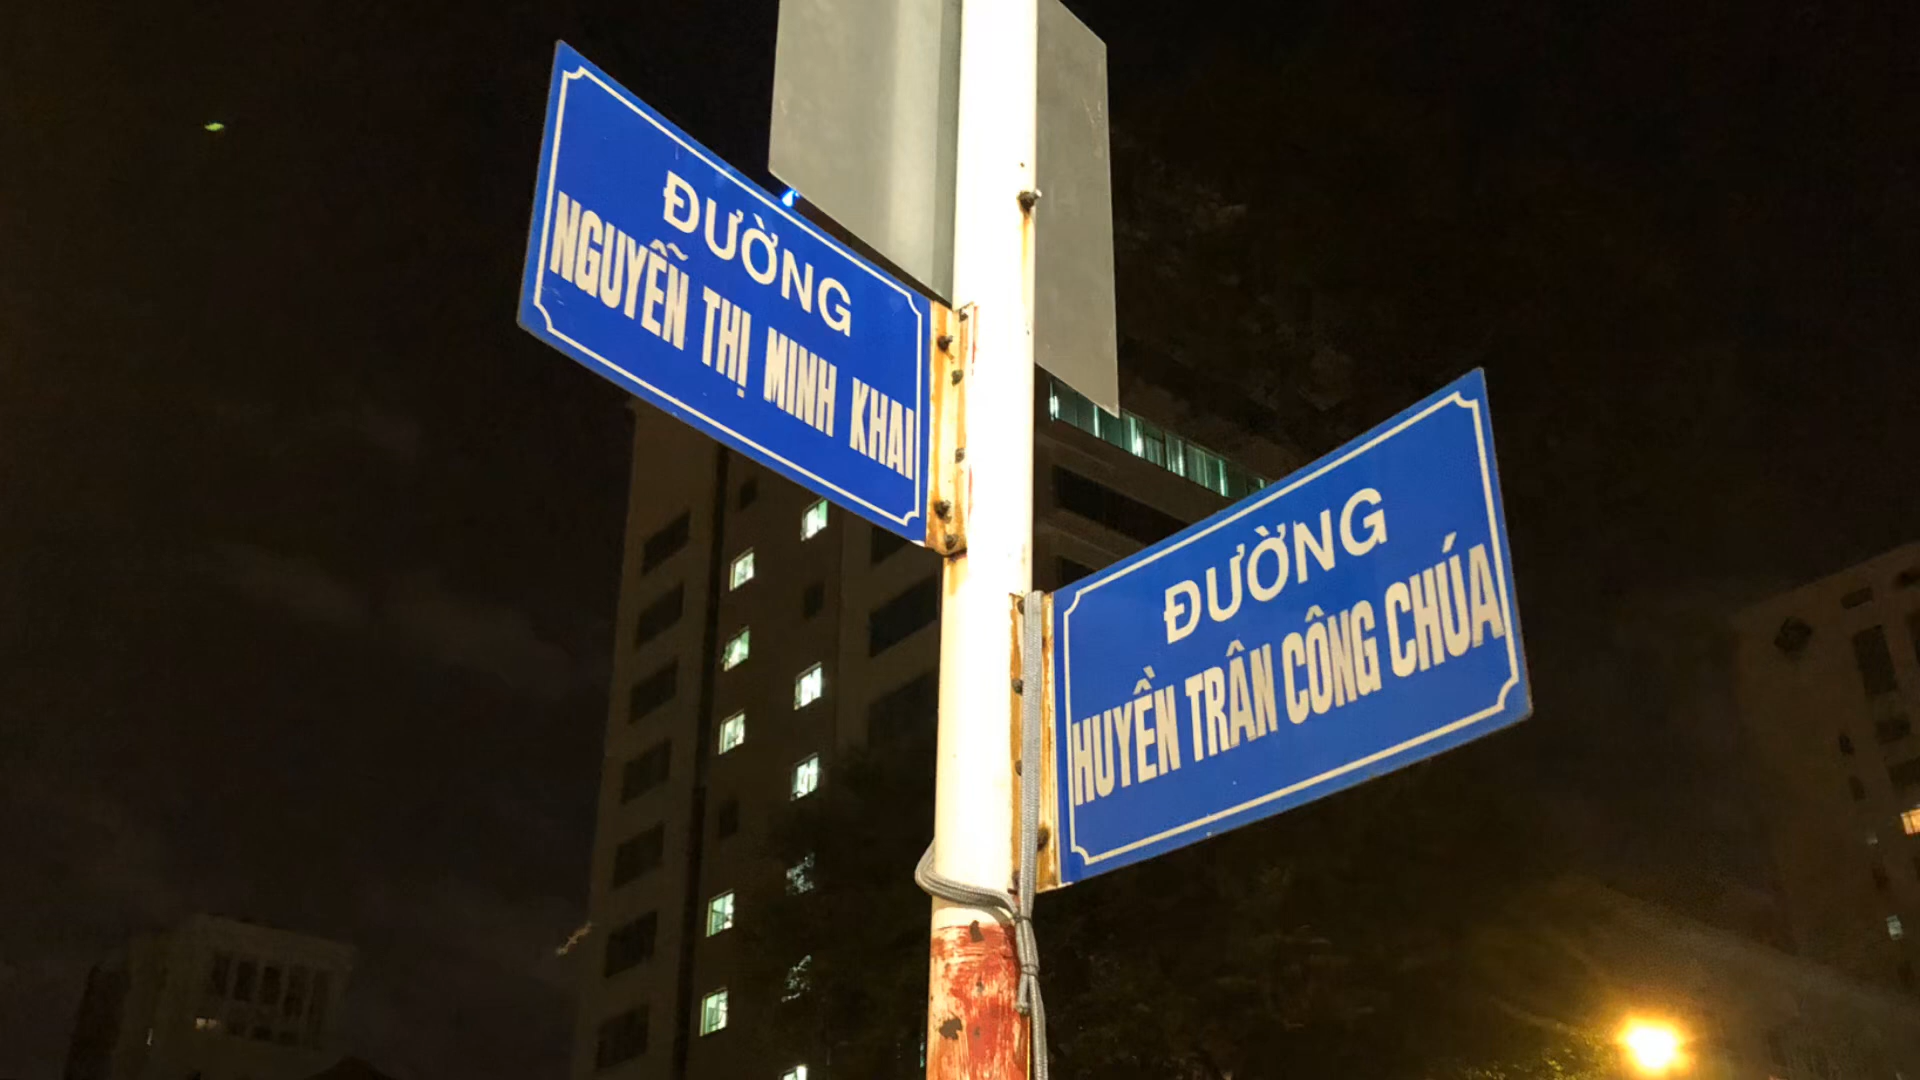 ĐƯỜNG
NGUYỄN THỊ MINH KHAI
ĐƯỜNG
HUYỀN TRÂN CÔNG CHÚA